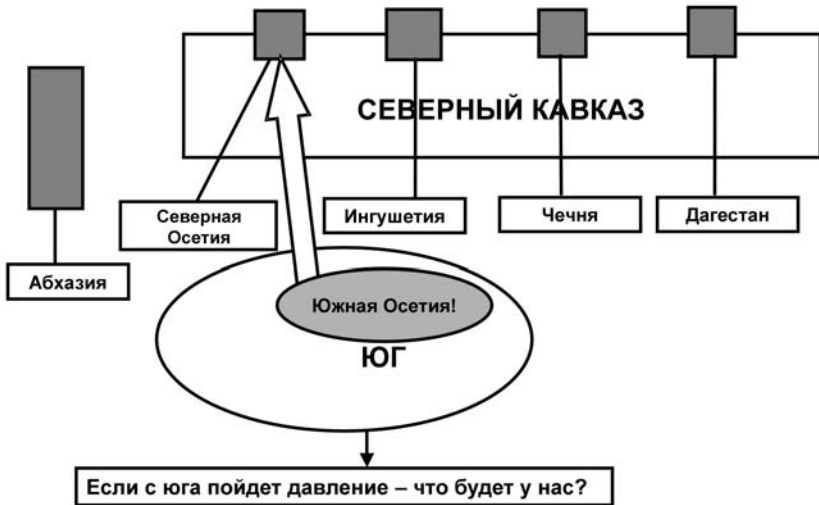 СЕВЕРНЫЙ КАВКАЗ
Северная
Осетия
Ингушетия
Чечня
Дагестан
Абхазия
Южная Осетия!
ЮГ
Если с юга пойдет давление – что будет у нас?